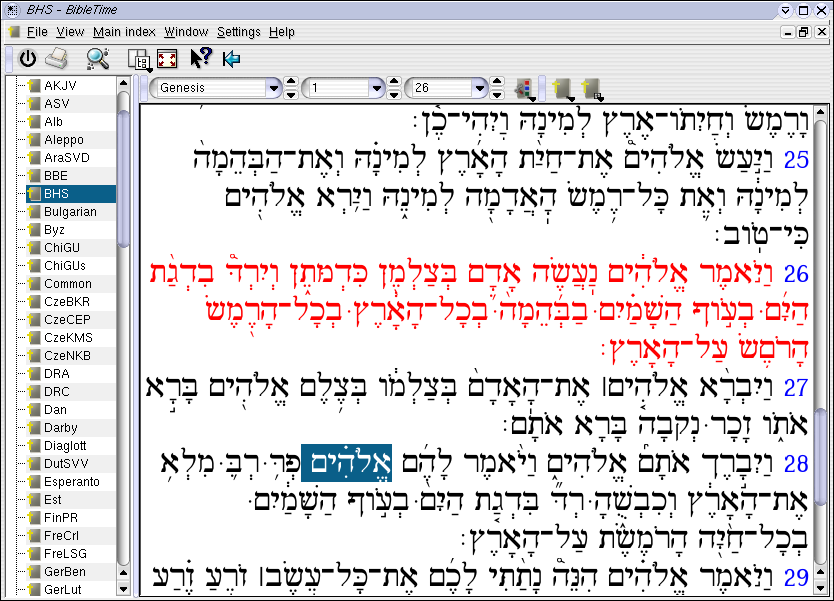 BHS - BibleTime
File View Main index Window Settings Help
Genesis 1 26
AKJV
ASV
Alb
Aleppo
AraSVD
BBE
BHS
Bulgarian
Byz
ChiGU
ChiGUs
Common
CzeBKR
CzeCEP
CzeKMS
CzeNKB
DRA
DRC
Dan
Darby
Diaglott
DutSVV
Esperanto
Est
FinPR
FreCrl
FreLSG
GerBen
GerLut
וָרֶ֛מֶשׂ וְחַֽיְתוֹ־אֶ֖רֶץ לְמִינָ֑הּ וַֽיְהִי־כֵֽן׃
25 וַיַּ֣עַשׂ אֱלֹהִים֩ אֶת־חַיַּ֨ת הָאָ֜רֶץ לְמִינָ֗הּ וְאֶת־הַבְּהֵמָה֙
לְמִינָ֔הּ וְאֵ֛ת כָּל־רֶ֥מֶשׂ הָֽאֲדָמָ֖ה לְמִינֵ֑הוּ וַיַּ֥רְא אֱלֹהִ֖ים
כִּי־טֽוֹב׃
26 וַיֹּ֣אמֶר אֱלֹהִ֔ים נַֽעֲשֶׂ֥ה אָדָ֛ם בְּצַלְמֵ֖ן כִּדְמתֵ֑ן וְיִרְדּ֩ בִדְגַ֨ת
הַיָּ֜ם·בְע֣וֹף הַשָּׁמַ֗יִם·בַבְּהֵמָה֙·בְכָל־הָאָ֔רֶץ·בְכָל־הָרֶ֖מֶשׂ
הָֽרֹמֵ֥שׂ עַל־הָאָֽרֶץ׃
27 וַיִּבְרָ֨א אֱלֹהִ֤ים׀ אֶת־הָֽאָדָם֙ בְּצַלְמ֔וֹ בְּצֶ֥לֶם אֱלֹהִ֖ים בָּרָ֣א
אֹת֑וֹ זָכָ֥ר·נְקֵבָ֖ה בָּרָ֥א אֹתָֽם׃
28 וַיְבָ֣רֶךְ אֹתָם֮ אֱלֹהִים֒ וַיֹּ֨אמֶר לָהֶ֜ם אֱלֹהִ֗ים פְּר֥·רְב֛·מִלְא֥
אֶת־הָאָ֖רֶץ וְכִבְשֻׁ֑הָ·רְד֞ בִּדְגַ֤ת הַיָּם֙·בְע֣וֹף הַשָּׁמַ֔יִם·
בְכָל־חַיָּ֖ה הָֽרֹמֶ֥שֶׂת עַל־הָאָֽרֶץ׃
29 וַיֹּ֣אמֶר אֱלֹהִ֗ים הִנֵּה֩ נָתַ֨תִּי לָכֶ֜ם אֶת־כָּל־עֵ֣שֶׂב׀ זֹרֵ֣עַ זֶ֗רַע